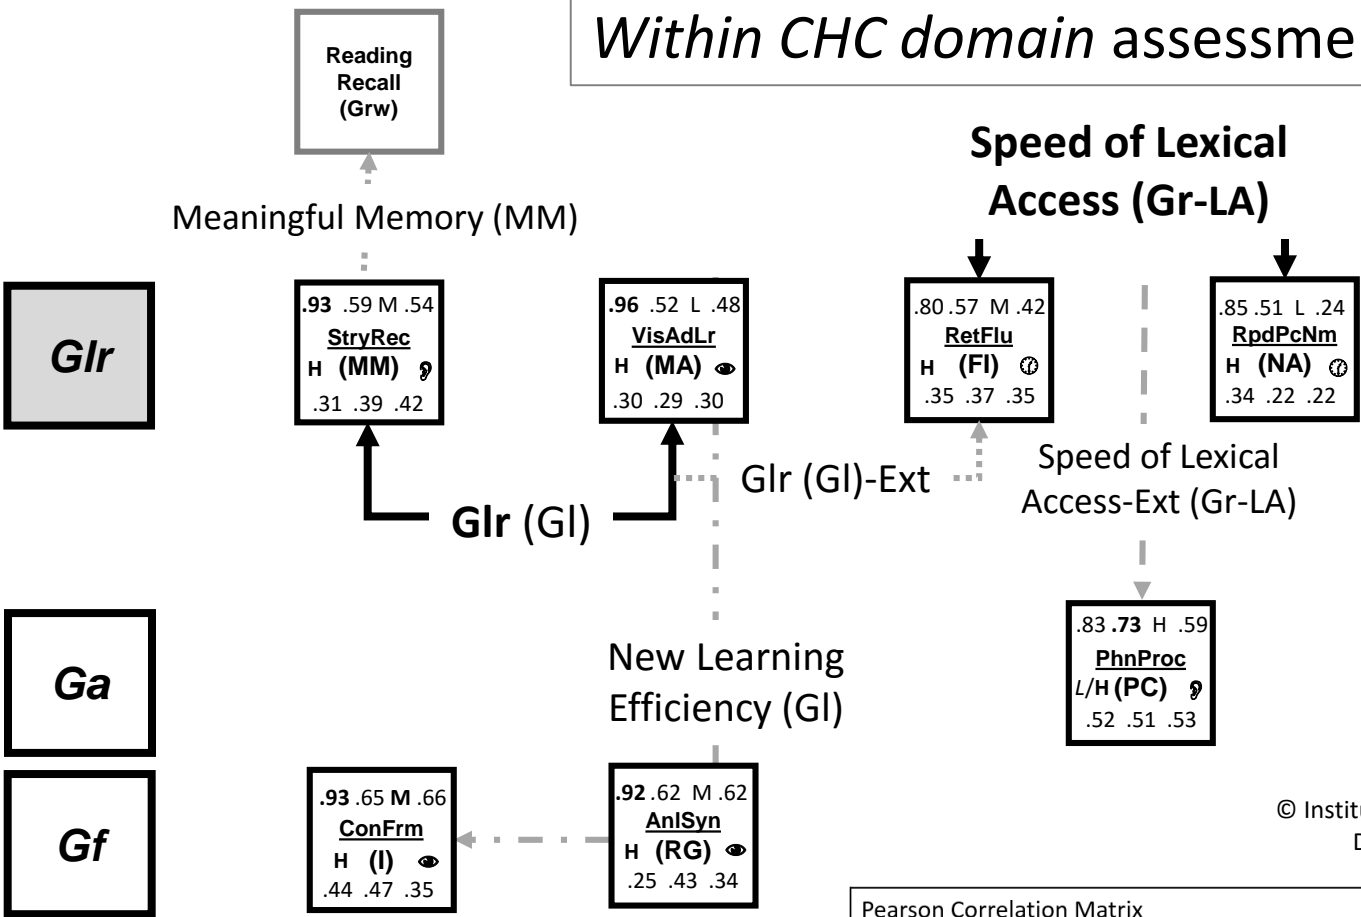 Within CHC domain assessme
Reading
Recall
(Grw)
Speed of Lexical
Access (Gr-LA)
Meaningful Memory (MM)
Glr
.93 .59 M .54
StryRec
H (MM)
.31 .39 .42
.96 .52 L .48
VisAdLr
H (MA)
.30 .29 .30
.80 .57 M .42
RetFlu
H (FI)
.35 .37 .35
.85 .51 L .24
RpdPcNm
H (NA)
.34 .22 .22
Glr (Gl)
Glr (Gl)-Ext
Speed of Lexical
Access-Ext (Gr-LA)
Ga
New Learning
Efficiency (Gl)
.83 .73 H .59
PhnProc
L/H (PC)
.52 .51 .53
Gf
.93 .65 M .66
ConFrm
H (I)
.44 .47 .35
.92 .62 M .62
AnlSyn
H (RG)
.25 .43 .34
© Institu
D
Pearson Correlation Matrix